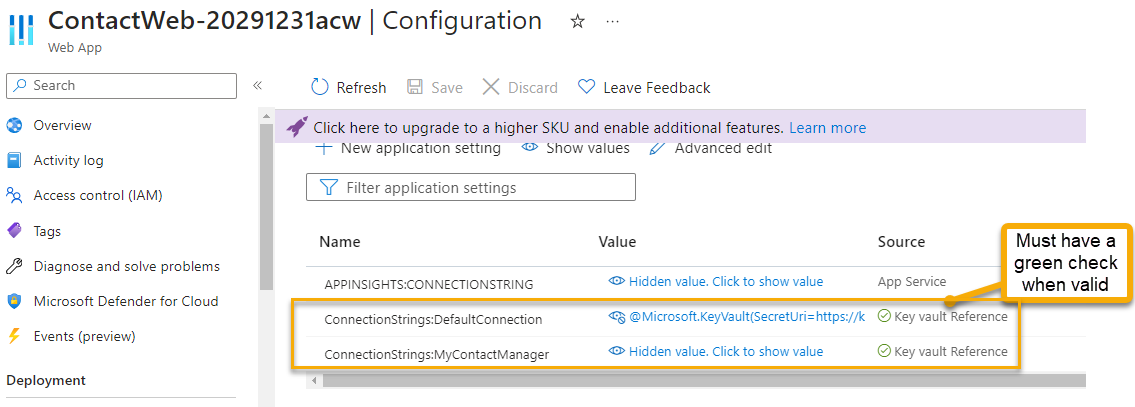 ContactWeb-20291231acw | Configuration
Web App
Search
Refresh
Save
Discard
Leave Feedback
Click here to upgrade to a higher SKU and enable additional features. Learn more
New application setting
Show values
Advanced edit
Filter application settings
Overview
Activity log
Access control (IAM)
Tags
Diagnose and solve problems
Microsoft Defender for Cloud
Events (preview)
Deployment
Name Value Source
APPINSIGHTS:CONNECTIONSTRING Hidden value. Click to show value App Service
ConnectionStrings:DefaultConnection @Microsoft.KeyVault(SecretUri=https://k Key vault Reference
ConnectionStrings:MyContactManager Hidden value. Click to show value Key vault Reference
Must have a
green check
when valid